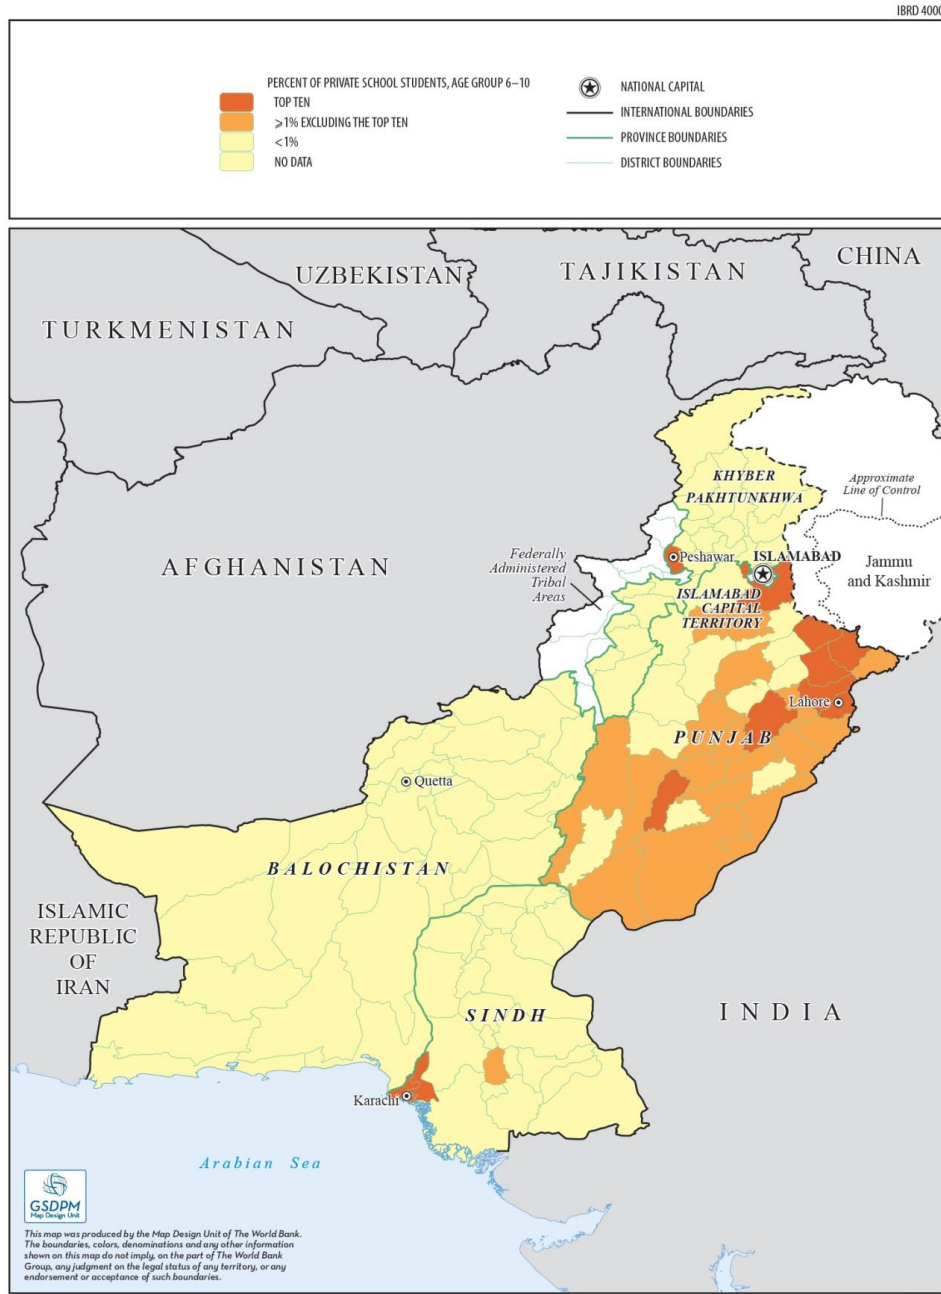 IBRD 4000
PERCENT OF PRIVATE SCHOOL STUDENTS, AGE GROUP 6–10
TOP TEN
⩾1% EXCLUDING THE TOP TEN
<1%
NO DATA
NATIONAL CAPITAL
INTERNATIONAL BOUNDARIES
PROVINCE BOUNDARIES
DISTRICT BOUNDARIES
UZBEKISTAN
TAJIKISTAN
CHINA
TURKMENISTAN
KHYBER
PAKHTUNKHWA
Approximate
Line of Control
AFGHANISTAN
Federally
Administered
Tribal
Areas
Peshawar
ISLAMABAD
Jammu
and Kashmir
ISLAMABAD
CAPITAL
TERRITORY
Lahore
PUNJAB
Quetta
BALOCHISTAN
ISLAMIC
REPUBLIC
OF
IRAN
SINDH
INDIA
Karachi
Arabian Sea
GSDPM
Map Design Unit
This map was produced by the Map Design Unit of The World Bank.
The boundaries, colors, denominations and any other information
shown on this map do not imply, on the part of The World Bank
Group, any judgment on the legal status of any territory, or any
endorsement or acceptance of such boundaries.